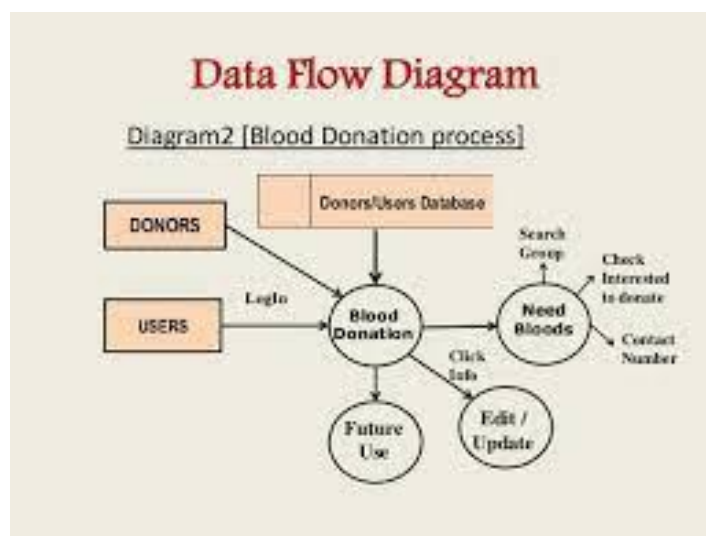 Data Flow Diagram
Diagram2 [Blood Donation process]
Donors/Users Database
DONORS
Search
Group
Check
Interested
to donate
LogIn
USERS
Blood
Donation
Need
Bloods
Contact
Number
Click
Info
Future
Use
Edit /
Update